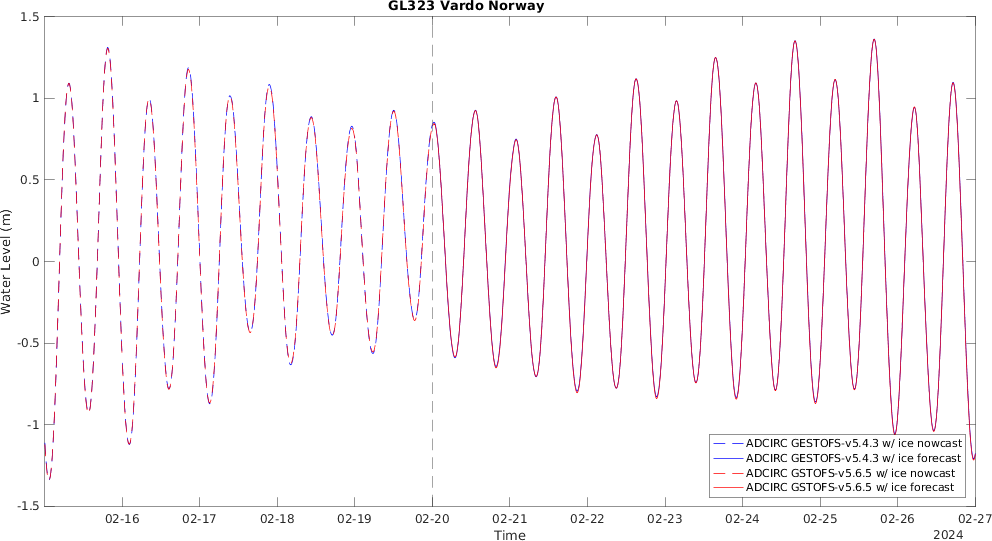 GL323 Vardo Norway
1.5
1
0.5
0
-0.5
-1
-1.5
Water Level (m)
02-16 02-17 02-18 02-19 02-20 02-21 02-22 02-23 02-24 02-25 02-26 02-27
Time
2024
ADCIRC GESTOFS-v5.4.3 w/ ice nowcast
ADCIRC GESTOFS-v5.4.3 w/ ice forecast
ADCIRC GSTOFS-v5.6.5 w/ ice nowcast
ADCIRC GSTOFS-v5.6.5 w/ ice forecast